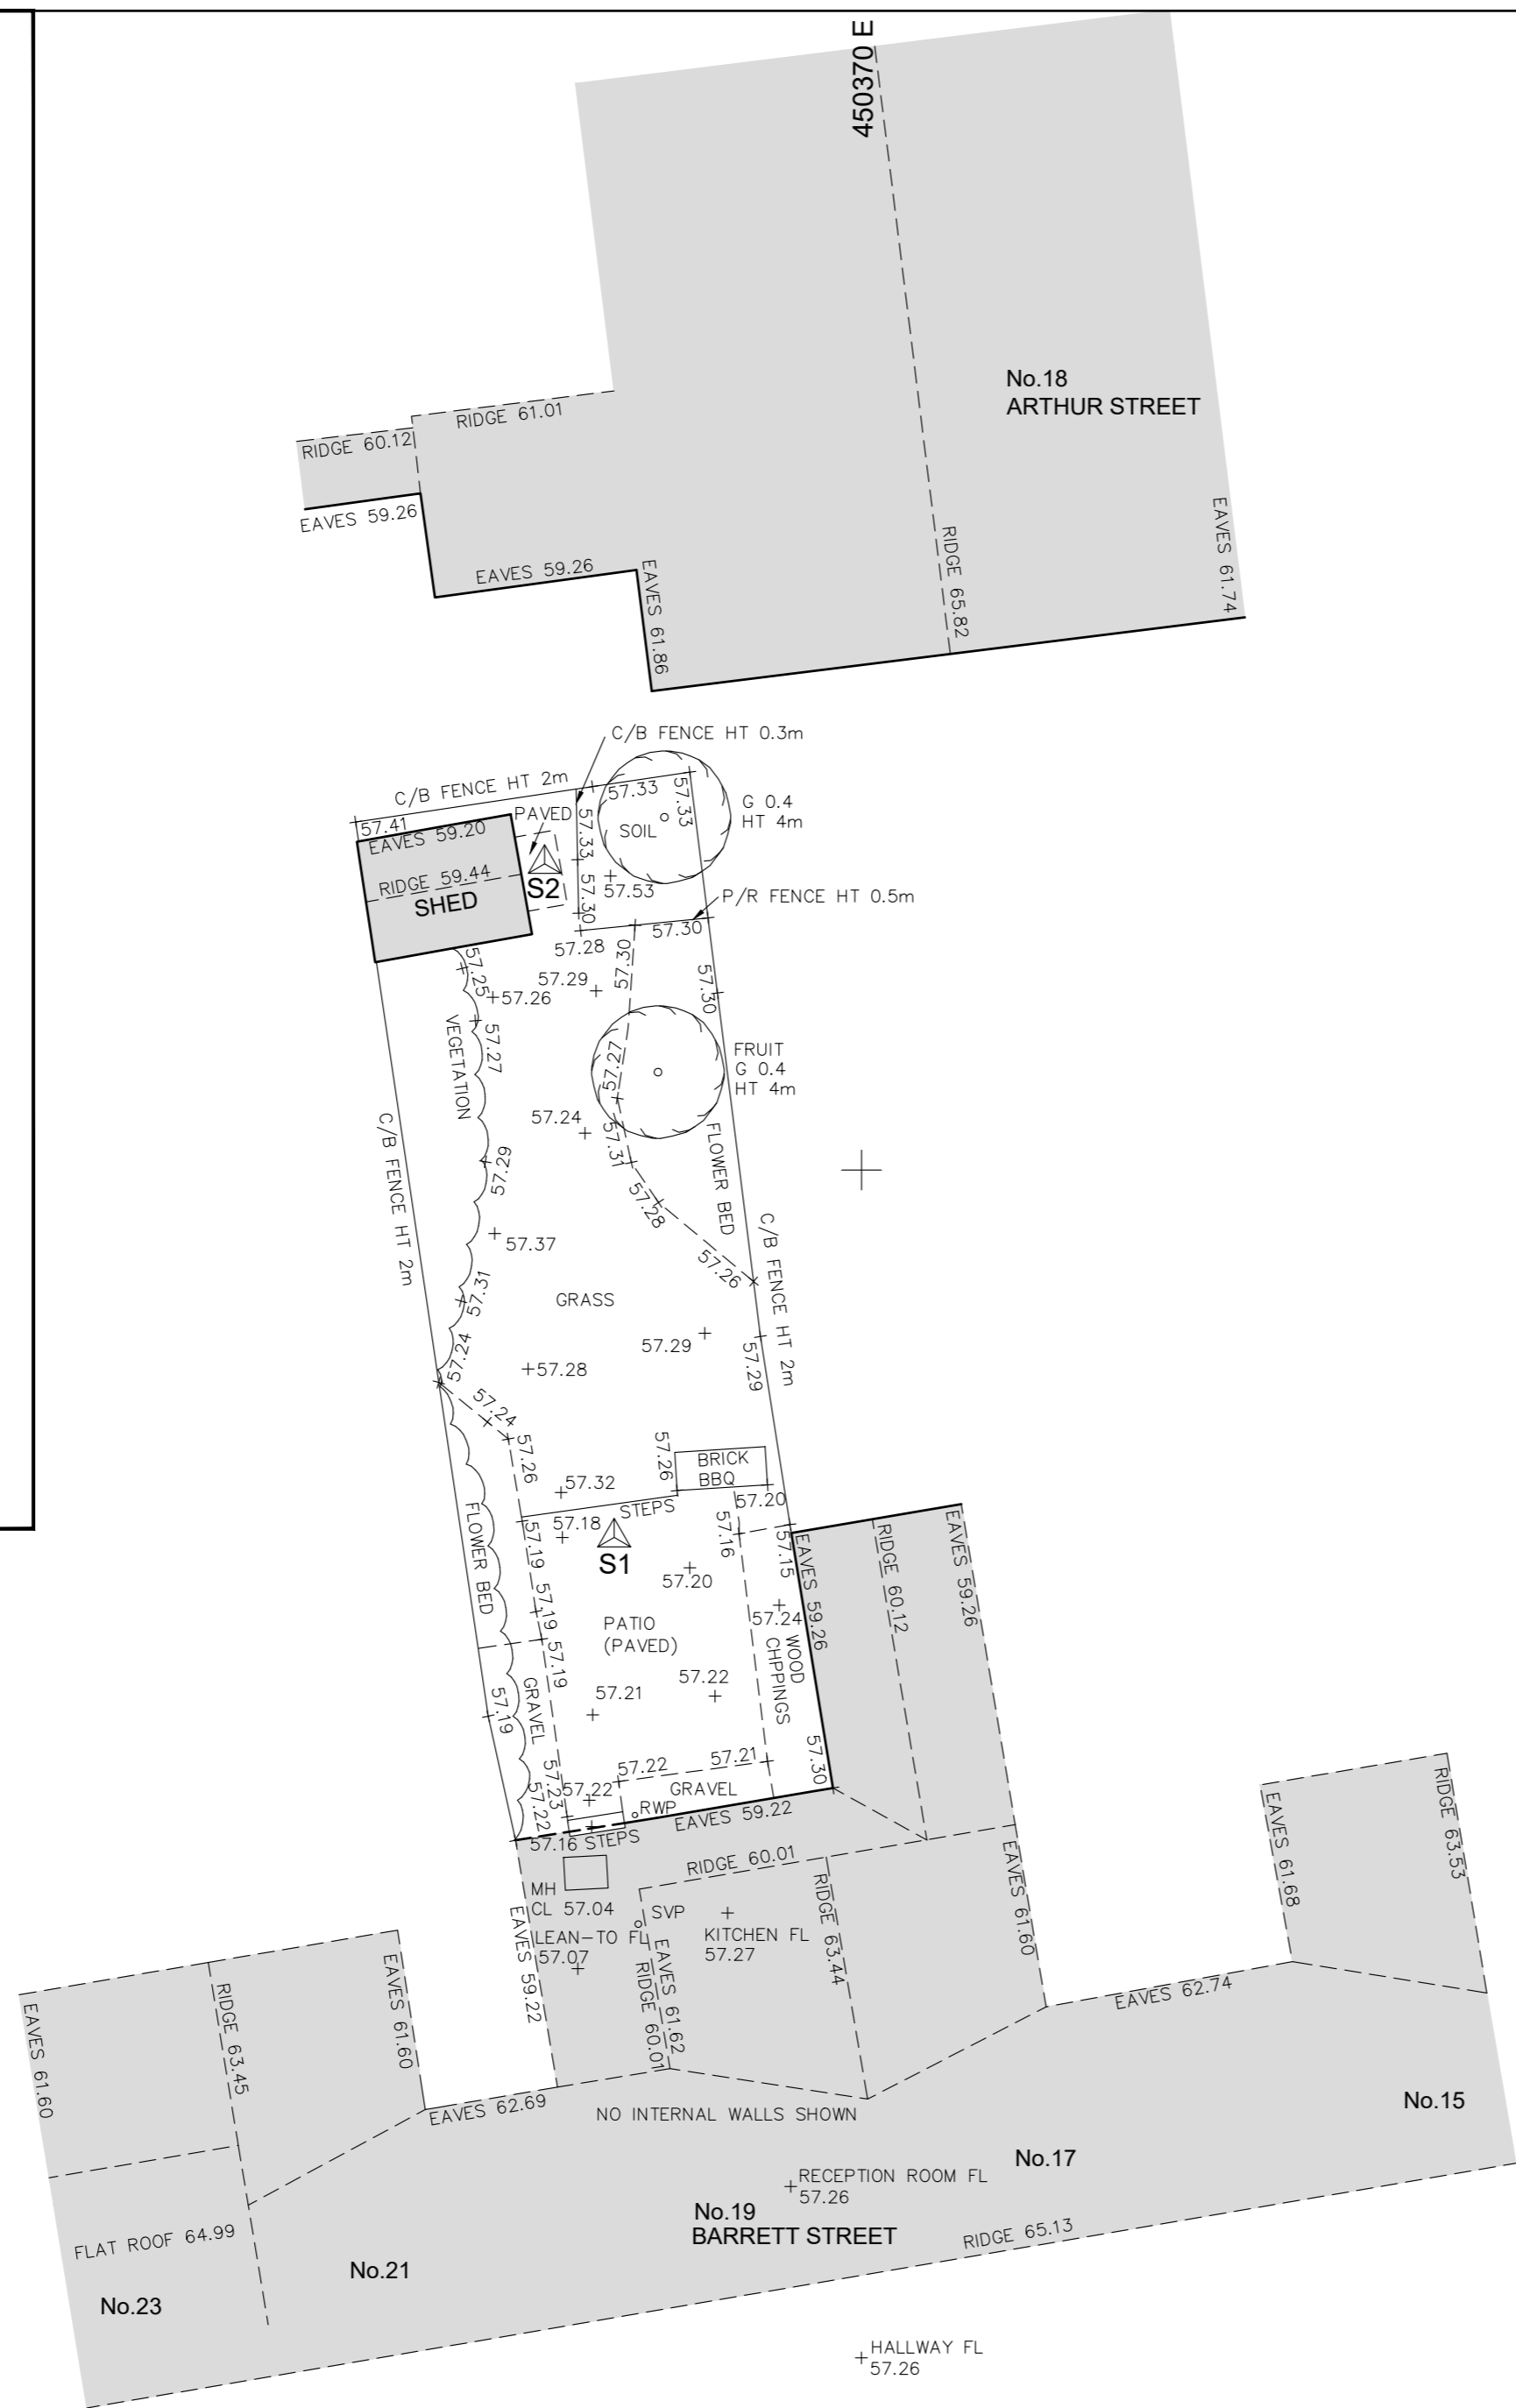 450370 E
No.18
ARTHUR STREET
RIDGE 61.01
RIDGE 60.12
EAVES 59.26
EAVES 59.26
EAVES 61.86
RIDGE 65.82
EAVES 61.74
C/B FENCE HT 0.3m
C/B FENCE HT 2m
57.33
57.33
G 0.4
HT 4m
PAVED
57.41
EAVES 59.20
57.33
SOIL
RIDGE 59.44
SHED
S2
57.30
57.53
P/R FENCE HT 0.5m
57.30
57.28
57.30
57.25
57.29
57.26
57.30
VEGETATION
57.27
FRUIT
G 0.4
HT 4m
57.27
57.24
57.31
FLOWER BED
C/B FENCE HT 2m
57.29
57.28
57.37
57.26
C/B FENCE HT 2m
57.31
GRASS
57.29
57.29
57.24
57.28
57.24
57.26
57.26
BRICK
BBQ
57.32
STEPS
57.20
57.18
S1
57.16
57.15
FLOWER BED
57.19
57.20
EAVES 59.26
RIDGE 60.12
EAVES 59.26
57.19
57.24
PATIO
(PAVED)
WOOD
CHPPINGS
57.19
57.22
57.21
GRAVEL
57.19
57.30
57.22
57.21
57.23
57.22
GRAVEL
57.22
RWP
EAVES 59.22
57.16 STEPS
RIDGE 60.01
MH
CL 57.04
SVP
LEAN-TO FL
57.07
KITCHEN FL
57.27
RIDGE 63.44
EAVES 61.60
EAVES 59.22
EAVES 61.62
RIDGE 60.01
EAVES 61.68
RIDGE 63.53
EAVES 62.74
EAVES 61.60
RIDGE 63.45
EAVES 61.60
EAVES 62.69
NO INTERNAL WALLS SHOWN
No.15
No.17
RECEPTION ROOM FL
57.26
No.19
BARRETT STREET
RIDGE 65.13
FLAT ROOF 64.99
No.21
No.23
HALLWAY FL
57.26